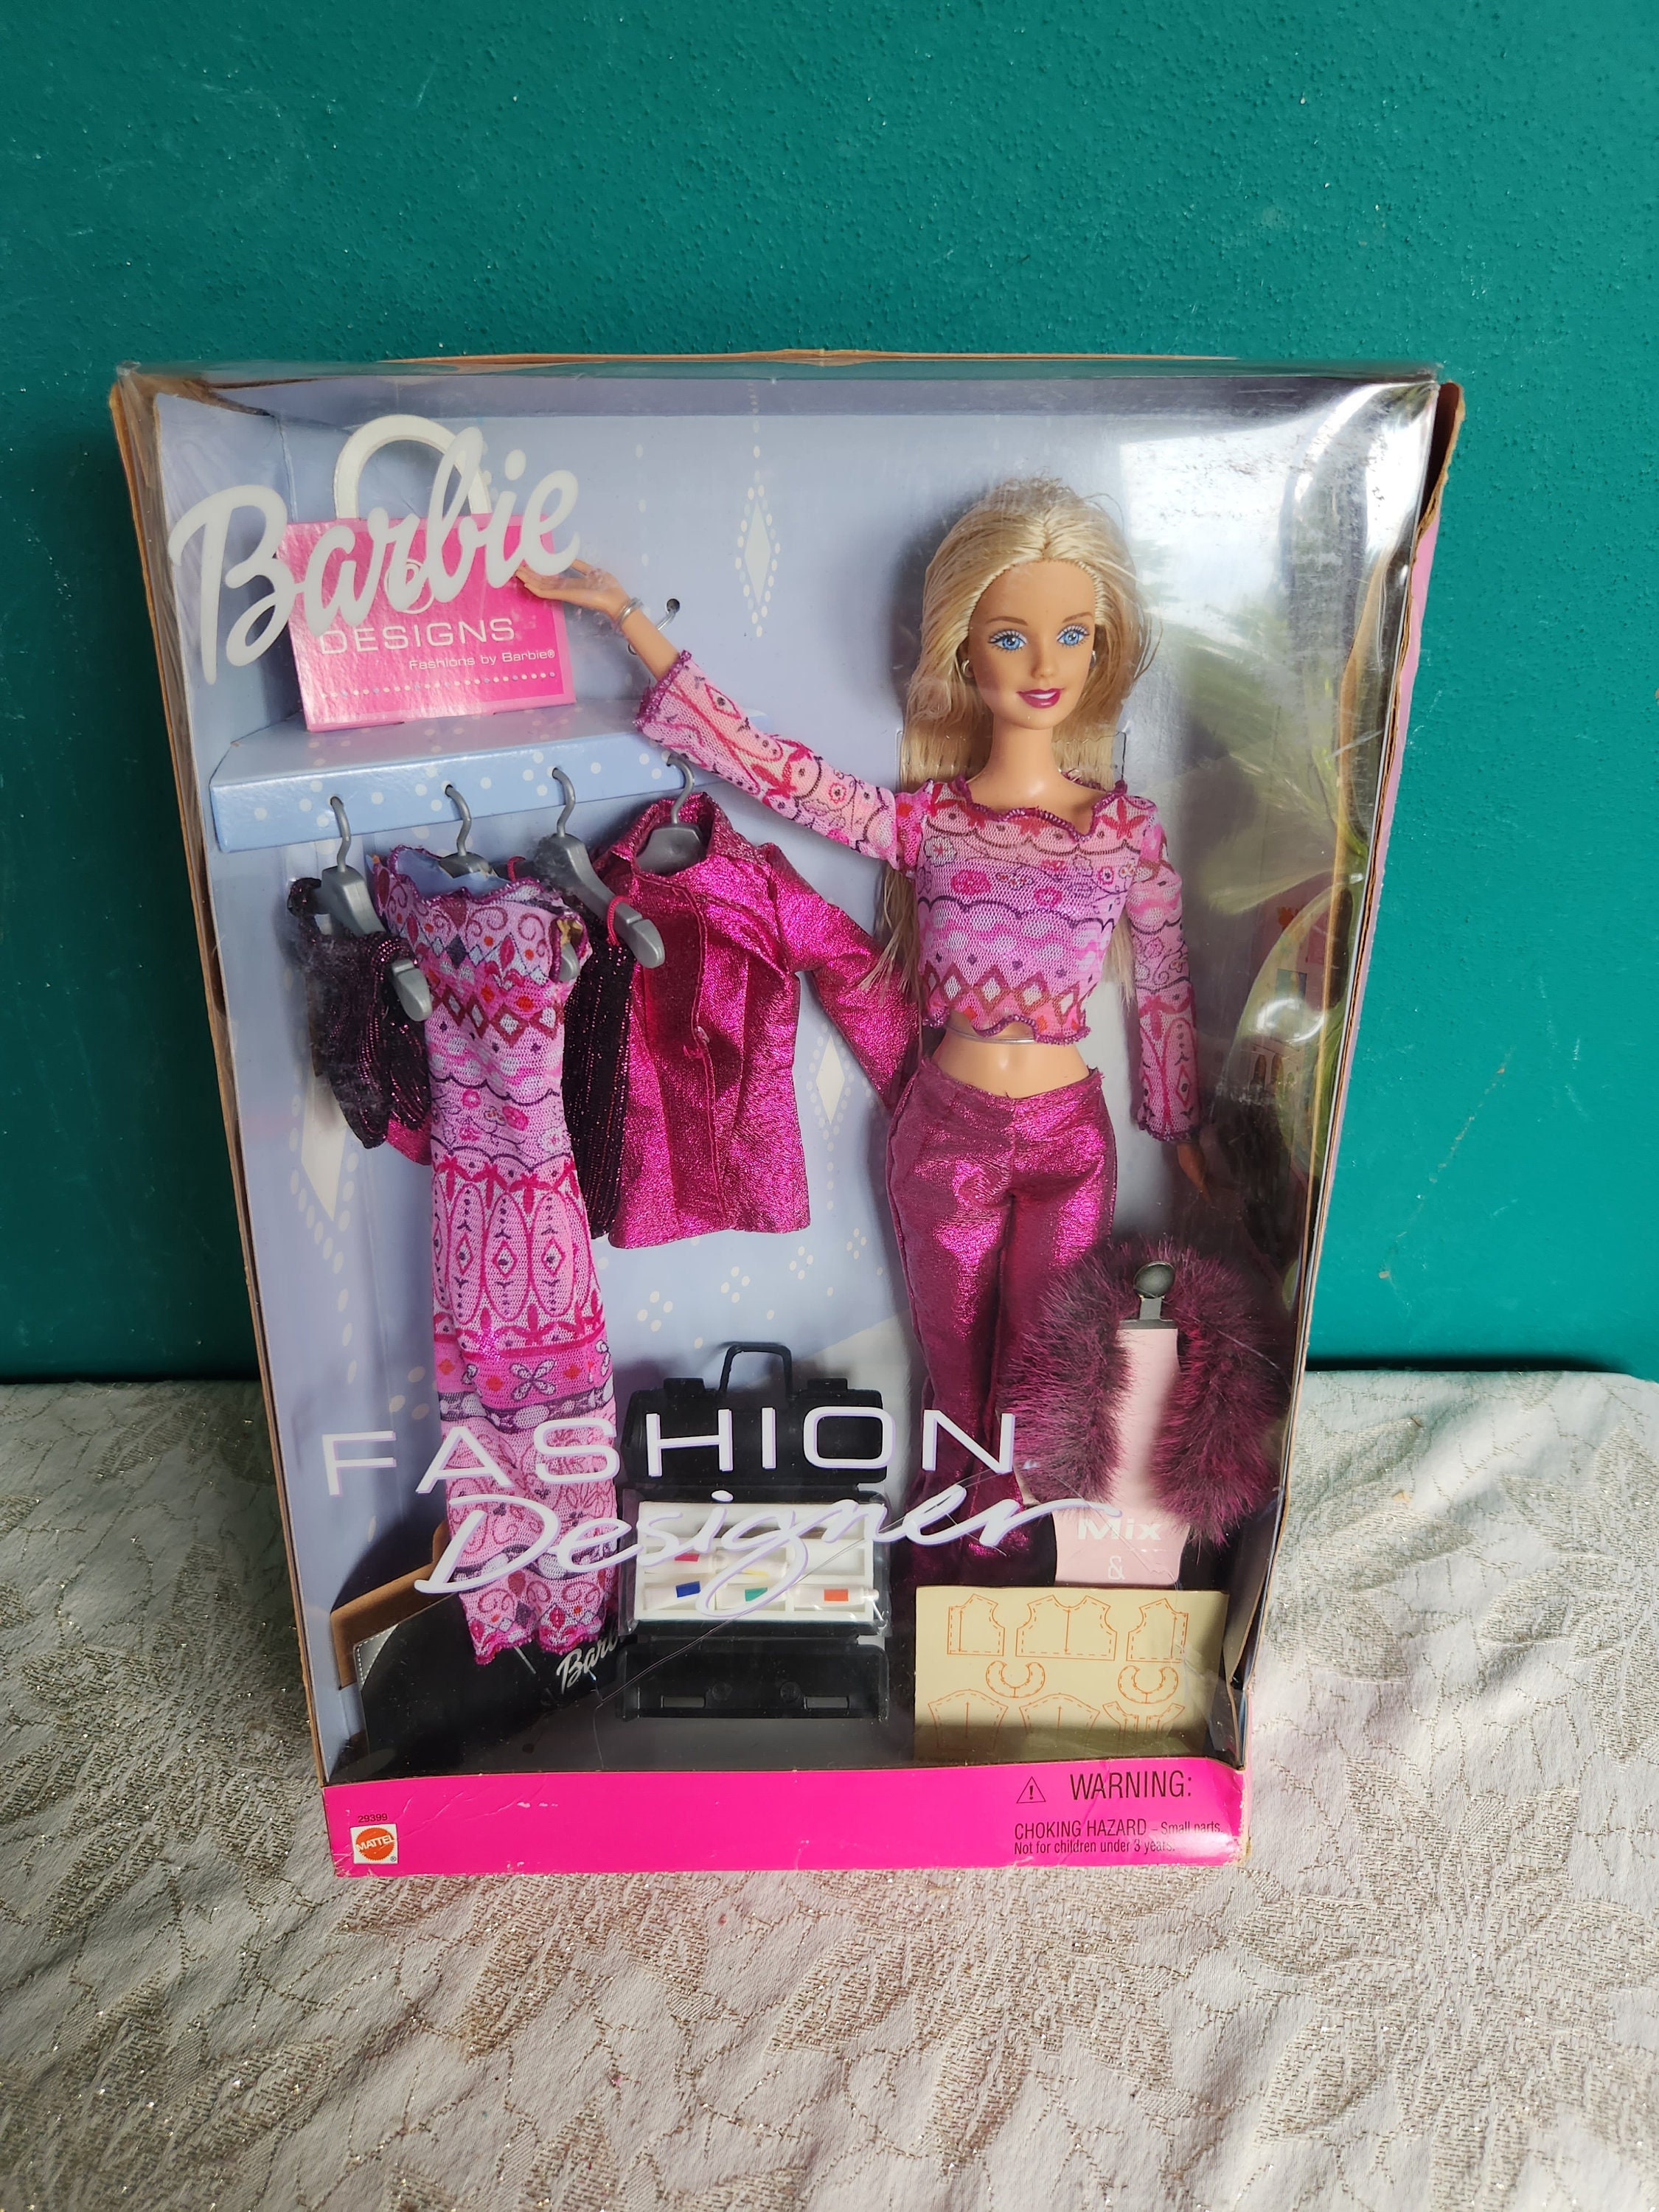 Barbie
DESIGNS
Fashions by Barbie®
FASHION
Designer
Mix
&
29399
MATTEL
®
WARNING:
CHOKING HAZARD – Small parts.
Not for children under 3 years.